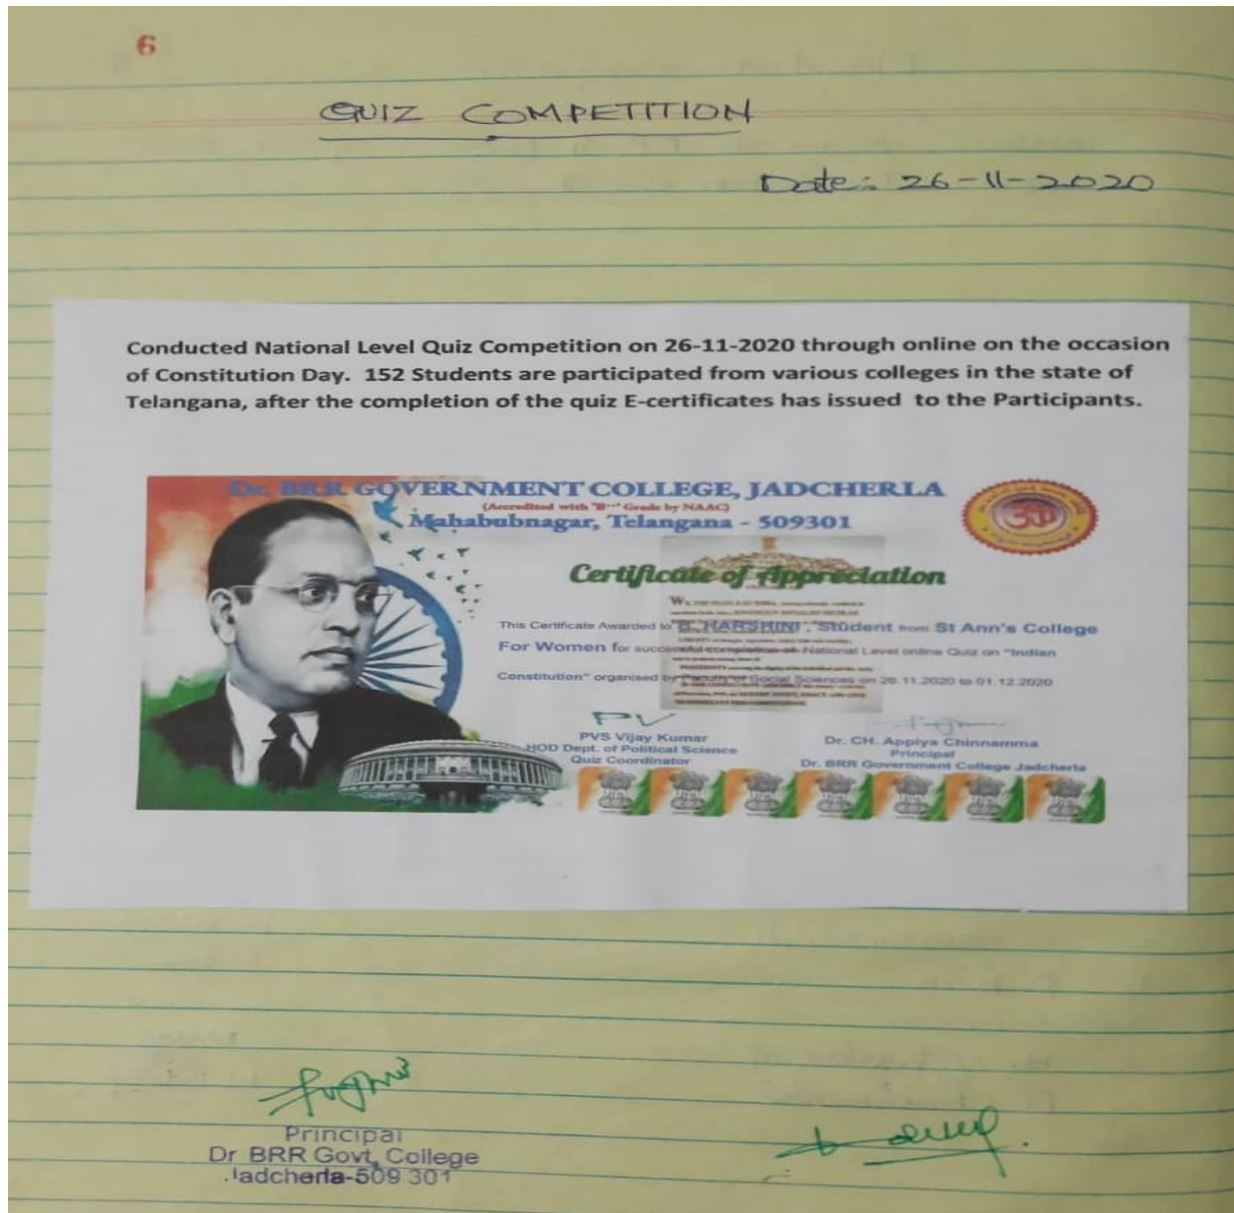 6
QUIZ COMPETITION
Date: 26-11-2020
Conducted National Level Quiz Competition on 26-11-2020 through online on the occasion
of Constitution Day. 152 Students are participated from various colleges in the state of
Telangana, after the completion of the quiz E-certificates has issued to the Participants.
Dr. BRR GOVERNMENT COLLEGE, JADCHERLA
(Accredited with "B++" Grade by NAAC)
Mahabubnagar, Telangana - 509301
Certificate of Appreciation
This Certificate Awarded to B. HARSHINI , Student from St Ann's College
For Women for successful completion of National Level online Quiz on "Indian
Constitution" organised by Faculty of Social Sciences on 26.11.2020 to 01.12.2020
PVS Vijay Kumar
HOD Dept. of Political Science
Quiz Coordinator
Dr. CH. Appiya Chinnamma
Principal
Dr. BRR Government College Jadcherla
Principal
Dr BRR Govt, College
Jadcherla-509 301